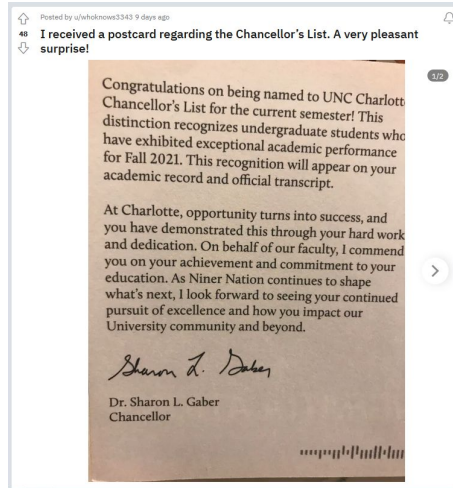 Posted by u/whoknows3343 9 days ago
48
I received a postcard regarding the Chancellor's List. A very pleasant
surprise!
1/2
Congratulations on being named to UNC Charlott
Chancellor's List for the current semester! This
distinction recognizes undergraduate students who
have exhibited exceptional academic performance
for Fall 2021. This recognition will appear on your
academic record and official transcript.
At Charlotte, opportunity turns into success, and
you have demonstrated this through your hard work
and dedication. On behalf of our faculty, I commend
you on your achievement and commitment to your
education. As Niner Nation continues to shape
what's next, I look forward to seeing your continued
pursuit of excellence and how you impact our
University community and beyond.
Sharon L. Gaber
Dr. Sharon L. Gaber
Chancellor